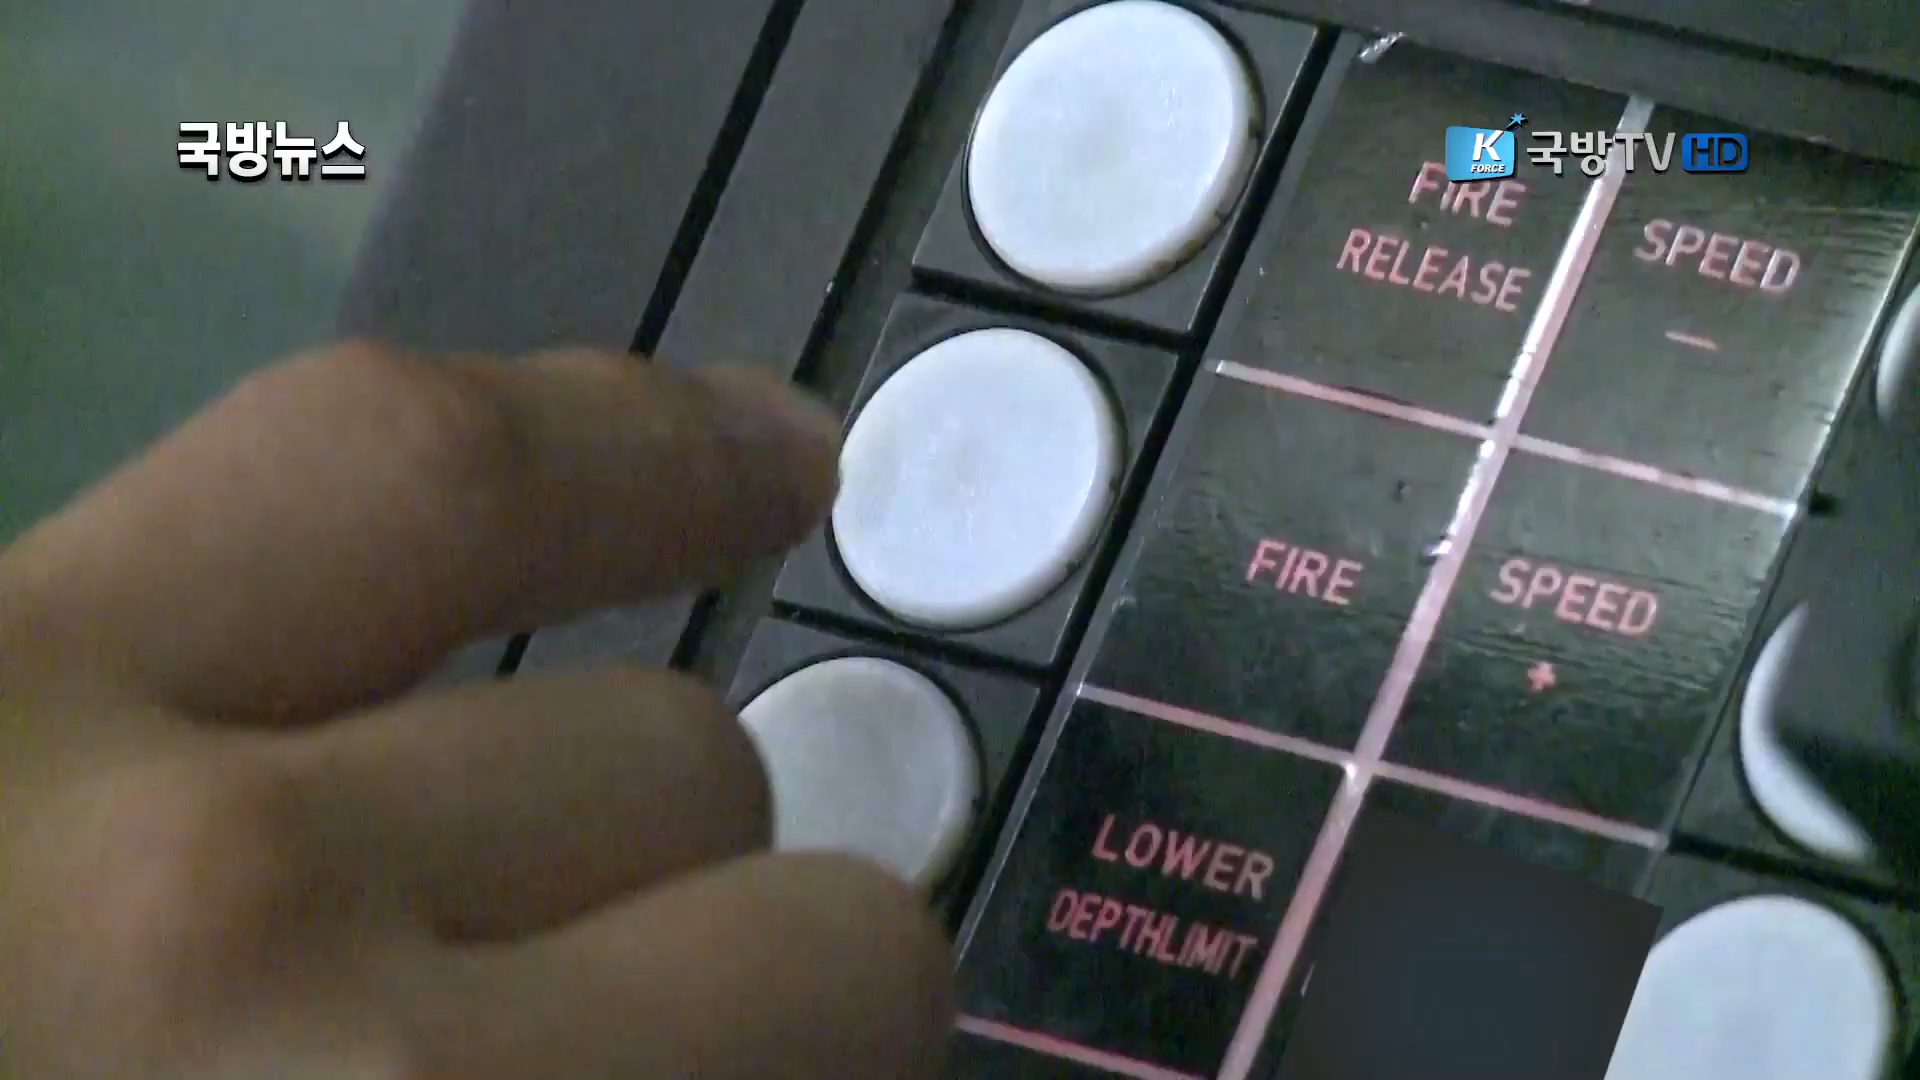 국방뉴스
K FORCE 국방TV HD
FIRE
RELEASE
SPEED
—
FIRE
SPEED
+
LOWER
DEPTHLIMIT